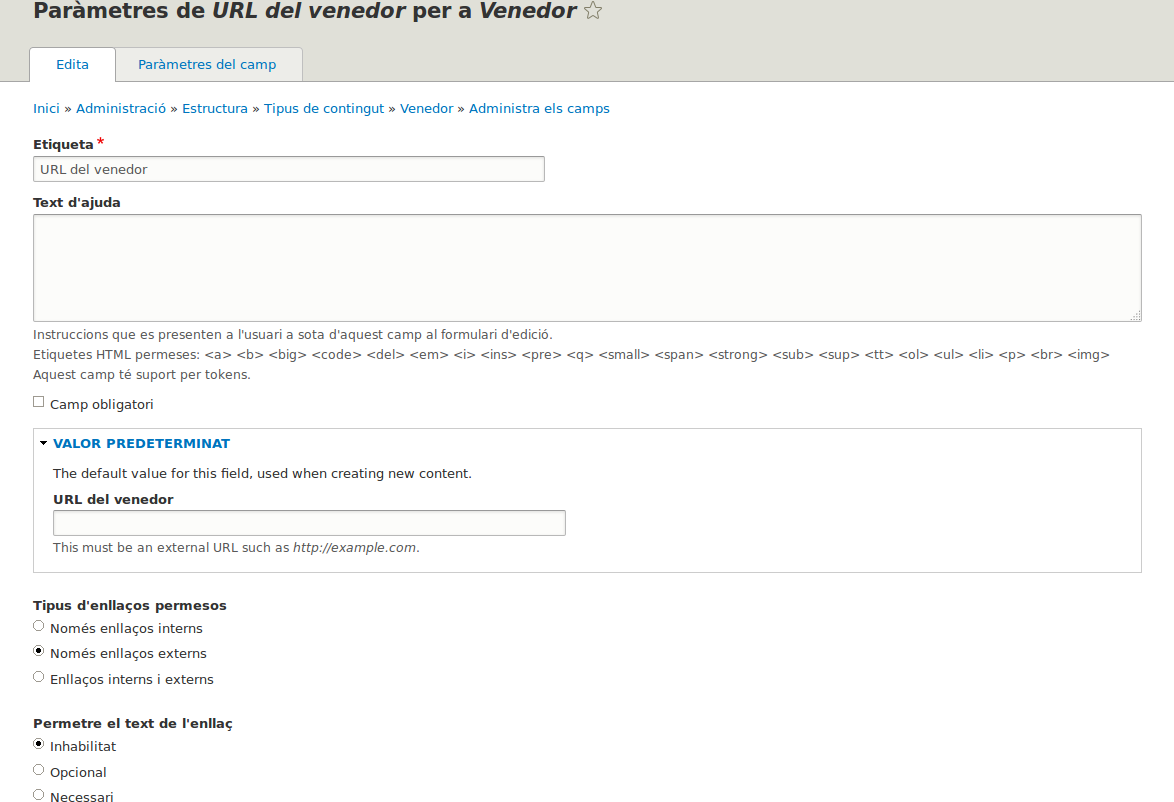 Paràmetres de URL del venedor per a Venedor
Edita
Paràmetres del camp
Inici » Administració » Estructura » Tipus de contingut » Venedor » Administra els camps
Etiqueta *
URL del venedor
Text d'ajuda
Instruccions que es presenten a l'usuari a sota d'aquest camp al formulari d'edició.
Etiquetes HTML permeses: <a> <b> <big> <code> <del> <em> <i> <ins> <pre> <q> <small> <span> <strong> <sub> <sup> <tt> <ol> <ul> <li> <p> <br> <img>
Aquest camp té suport per tokens.
Camp obligatori
VALOR PREDETERMINAT
The default value for this field, used when creating new content.
URL del venedor
This must be an external URL such as http://example.com.
Tipus d'enllaços permesos
Només enllaços interns
Només enllaços externs
Enllaços interns i externs
Permetre el text de l'enllaç
Inhabilitat
Opcional
Necessari